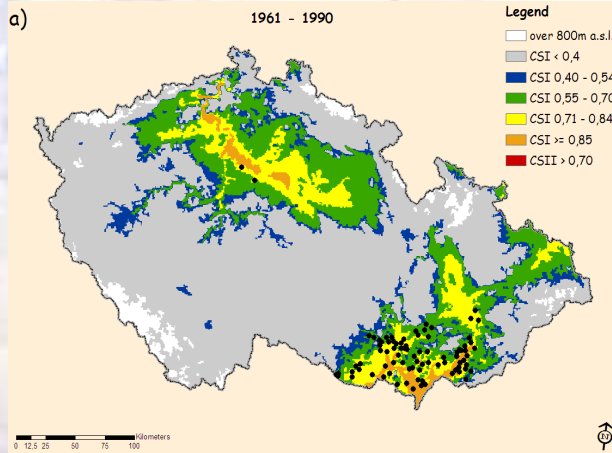 a)
1961 - 1990
Legend
over 800m a.s.l
CSI < 0,4
CSI 0,40 - 0,54
CSI 0,55 - 0,70
CSI 0,71 - 0,84
CSI >= 0,85
CSII > 0,70
Kilometers
0 12,5 25 50 75 100
N